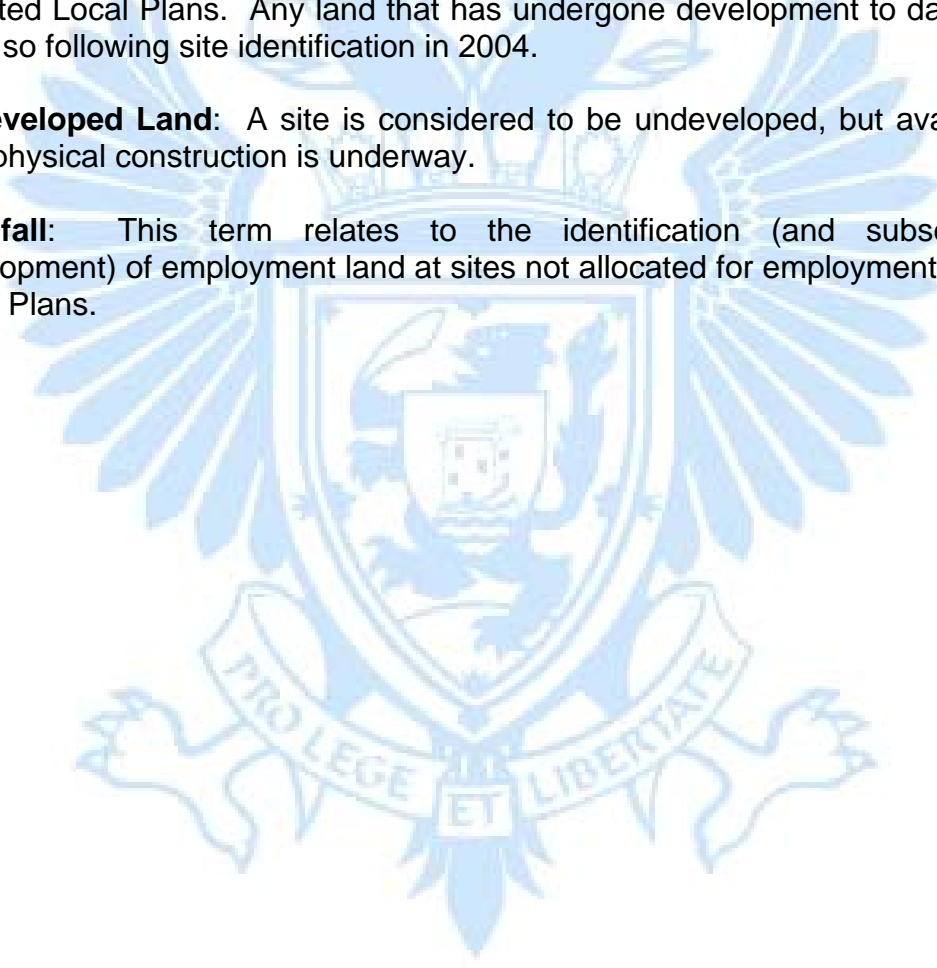 ted Local Plans. Any land that has undergone development to da
so following site identification in 2004.
eveloped Land: A site is considered to be undeveloped, but ava
physical construction is underway.
fall: This term relates to the identification (and subse
opment) of employment land at sites not allocated for employment
Plans.
PRO LEGE ET LIBERTATE